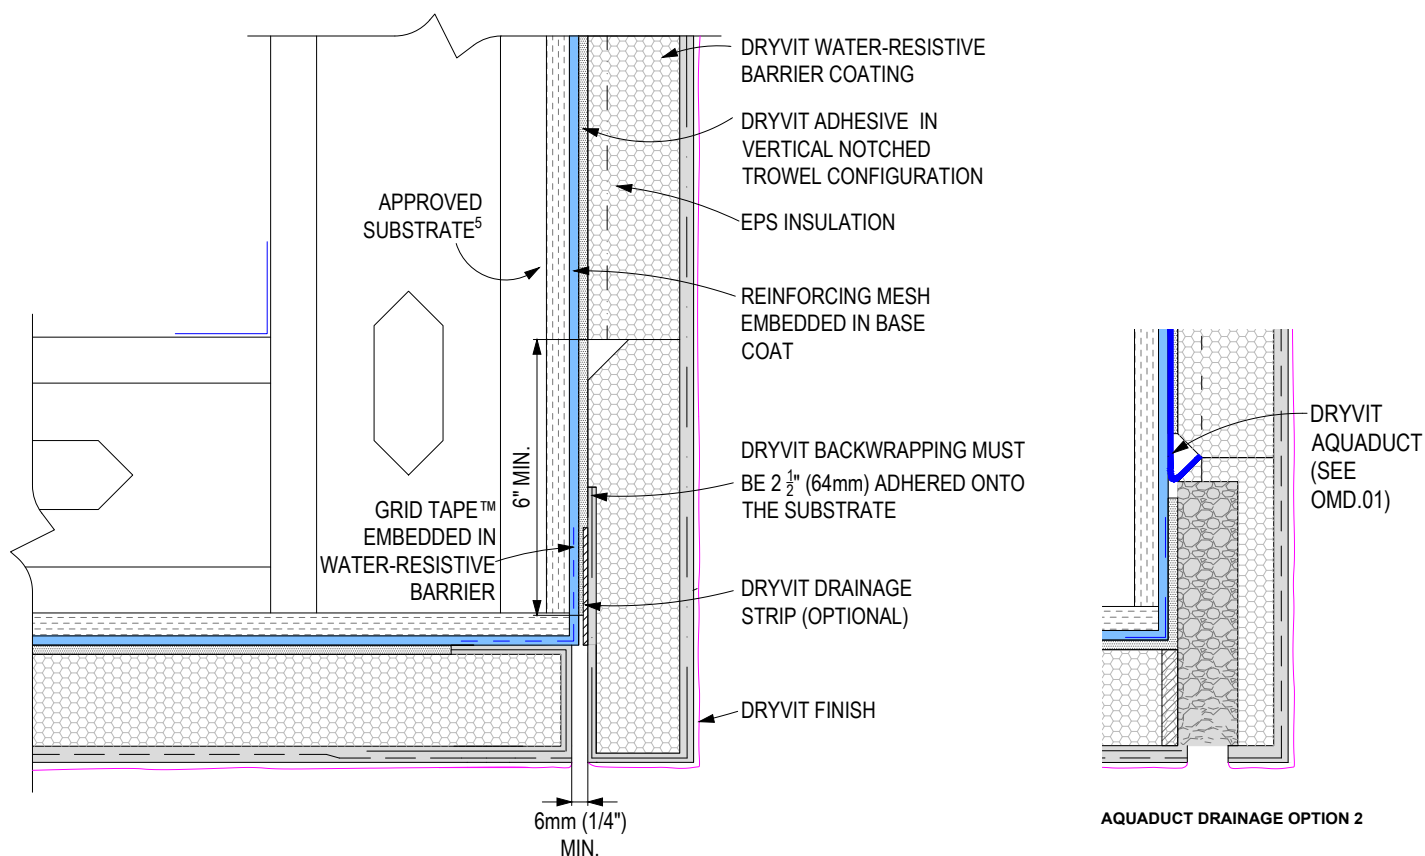 DRYVIT WATER-RESISTIVE
BARRIER COATING
DRYVIT ADHESIVE IN
VERTICAL NOTCHED
TROWEL CONFIGURATION
APPROVED
SUBSTRATE⁵
EPS INSULATION
REINFORCING MESH
EMBEDDED IN BASE
COAT
6" MIN.
DRYVIT BACKWRAPPING MUST
BE 2 ½" (64mm) ADHERED ONTO
THE SUBSTRATE
GRID TAPE™
EMBEDDED IN
WATER-RESISTIVE
BARRIER
DRYVIT DRAINAGE
STRIP (OPTIONAL)
DRYVIT FINISH
6mm (1/4")
MIN.
DRYVIT
AQUADUCT
(SEE
OMD.01)
AQUADUCT DRAINAGE OPTION 2